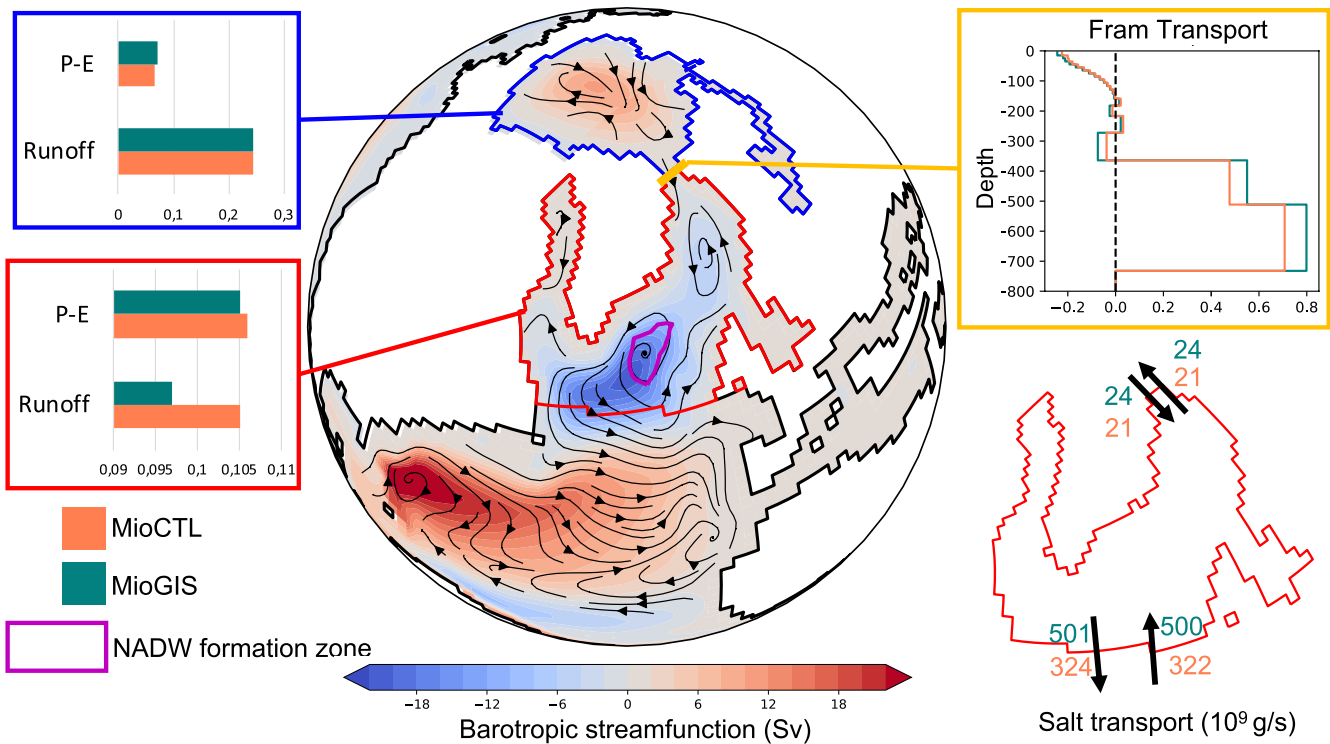 P-E
Runoff
0 0,1 0,2 0,3
P-E
Runoff
0,09 0,095 0,1 0,105 0,11
MioCTL
MioGIS
NADW formation zone
−18 −12 −6 0 6 12 18
Barotropic streamfunction (Sv)
Fram Transport
Depth
0
-100
-200
-300
-400
-500
-600
-700
-800
−0.2 0.0 0.2 0.4 0.6 0.8
24
21
24
21
501
324
500
322
Salt transport (10⁹ g/s)